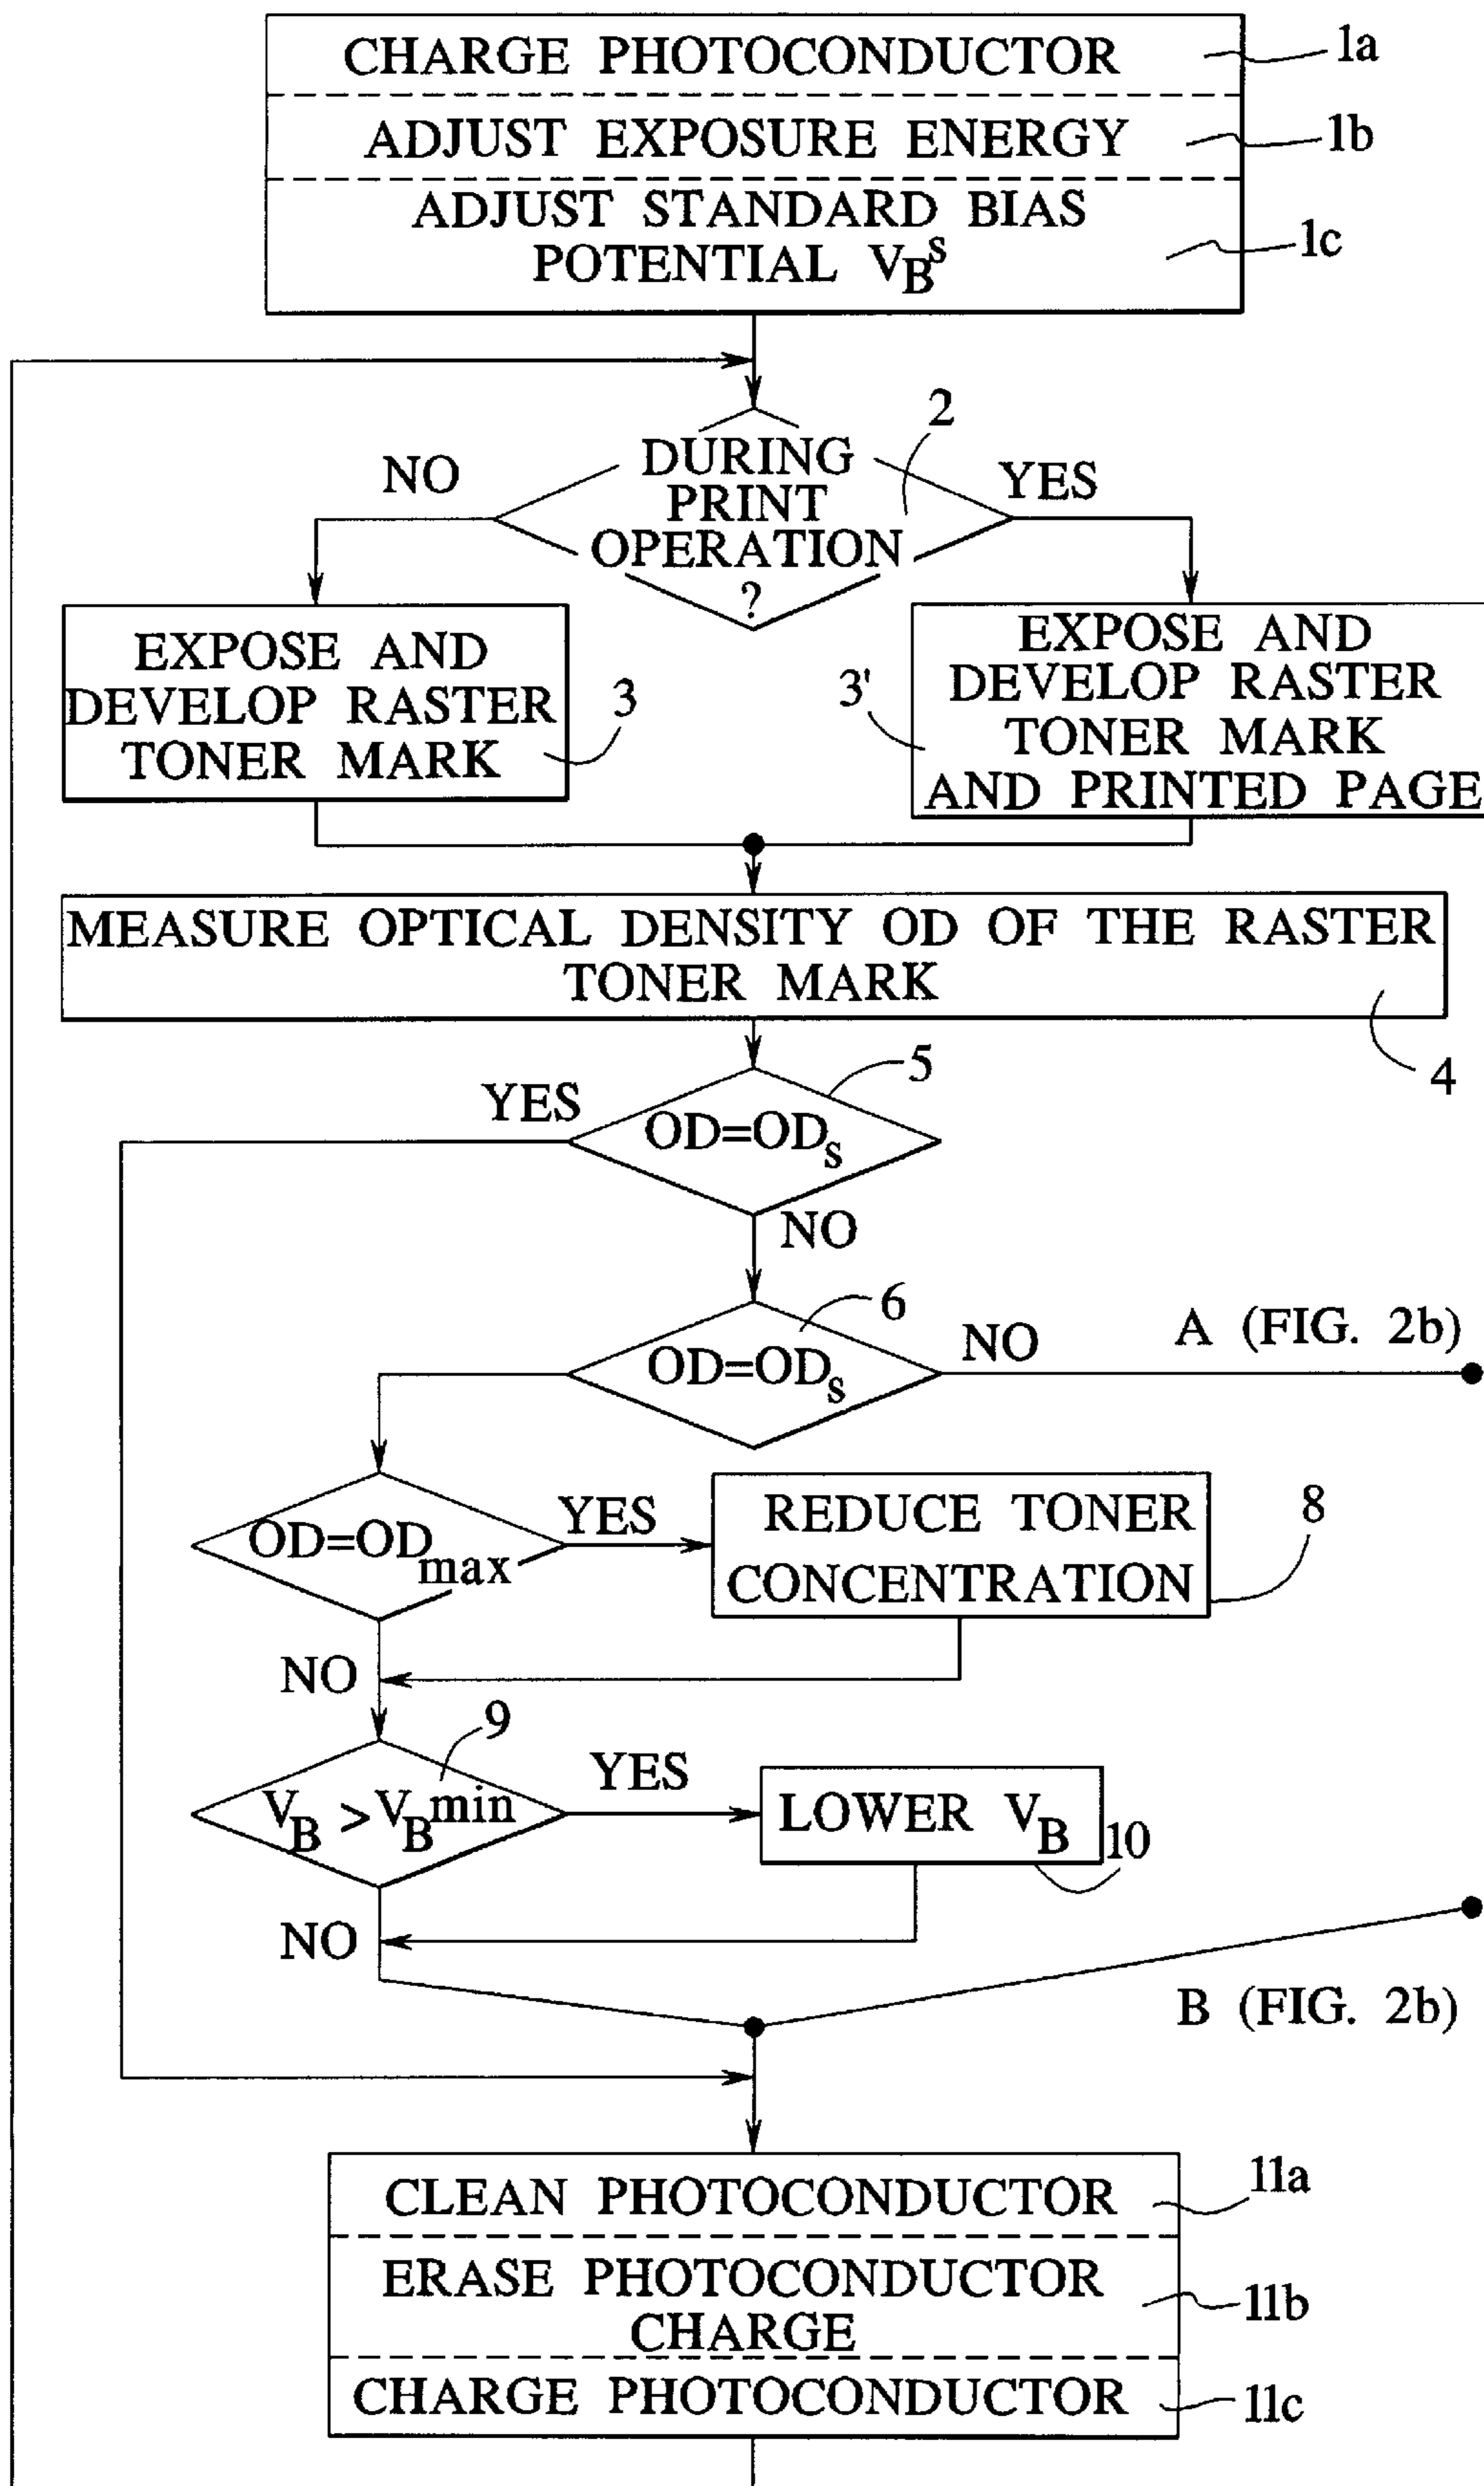 CHARGE PHOTOCONDUCTOR
1a
ADJUST EXPOSURE ENERGY
1b
ADJUST STANDARD BIAS
POTENTIAL V_B^s
1c
2
NO
DURING
PRINT
OPERATION
?
YES
EXPOSE AND
DEVELOP RASTER
TONER MARK
3
3'
EXPOSE AND
DEVELOP RASTER
TONER MARK
AND PRINTED PAGE
MEASURE OPTICAL DENSITY OD OF THE RASTER
TONER MARK
4
5
YES
OD=OD_s
NO
6
OD=OD_s
NO
A (FIG. 2b)
OD=OD_max
YES
REDUCE TONER
CONCENTRATION
8
NO
9
V_B > V_B^min
YES
LOWER V_B
10
NO
B (FIG. 2b)
CLEAN PHOTOCONDUCTOR
11a
ERASE PHOTOCONDUCTOR
CHARGE
11b
CHARGE PHOTOCONDUCTOR
11c